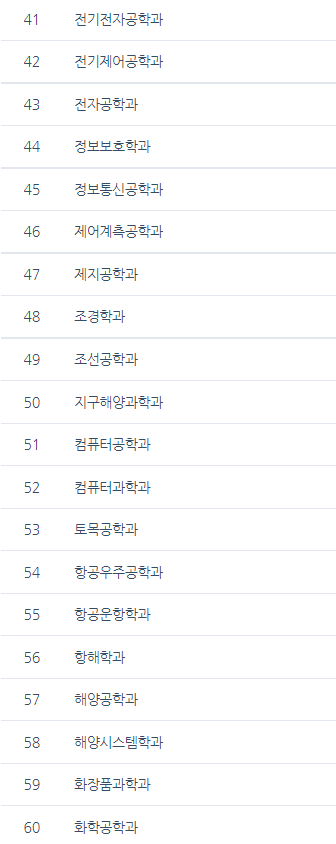 41 전기전자공학과
42 전기제어공학과
43 전자공학과
44 정보보호학과
45 정보통신공학과
46 제어계측공학과
47 제지공학과
48 조경학과
49 조선공학과
50 지구해양과학과
51 컴퓨터공학과
52 컴퓨터과학과
53 토목공학과
54 항공우주공학과
55 항공운항학과
56 항해학과
57 해양공학과
58 해양시스템학과
59 화장품과학과
60 화학공학과